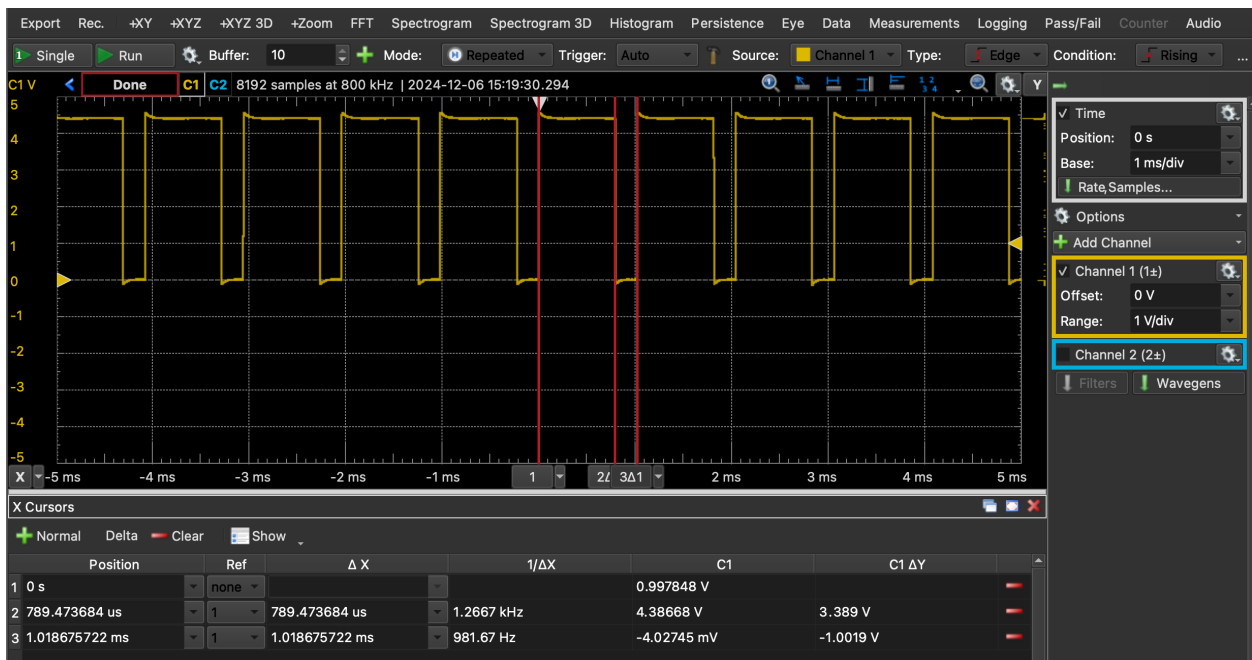 Export Rec. +XY +XYZ +XYZ 3D +Zoom FFT Spectrogram Spectrogram 3D Histogram Persistence Eye Data Measurements Logging Pass/Fail Counter Audio
Single Run Buffer: 10 Mode: Repeated Trigger: Auto Source: Channel 1 Type: Edge Condition: Rising ...
C1 V Done C1 C2 8192 samples at 800 kHz | 2024-12-06 15:19:30.294 Y
5
4
3
2
1
0
-1
-2
-3
-4
-5
X -5 ms -4 ms -3 ms -2 ms -1 ms 1 2Δ 3Δ1 2 ms 3 ms 4 ms 5 ms
Time
Position: 0 s
Base: 1 ms/div
Rate, Samples...
Options
Add Channel
Channel 1 (1±)
Offset: 0 V
Range: 1 V/div
Channel 2 (2±)
Filters Wavegens
X Cursors
Normal Delta Clear Show
Position Ref Δ X 1/ΔX C1 C1 ΔY
1 0 s none 0.997848 V
2 789.473684 us 1 789.473684 us 1.2667 kHz 4.38668 V 3.389 V
3 1.018675722 ms 1 1.018675722 ms 981.67 Hz -4.02745 mV -1.0019 V